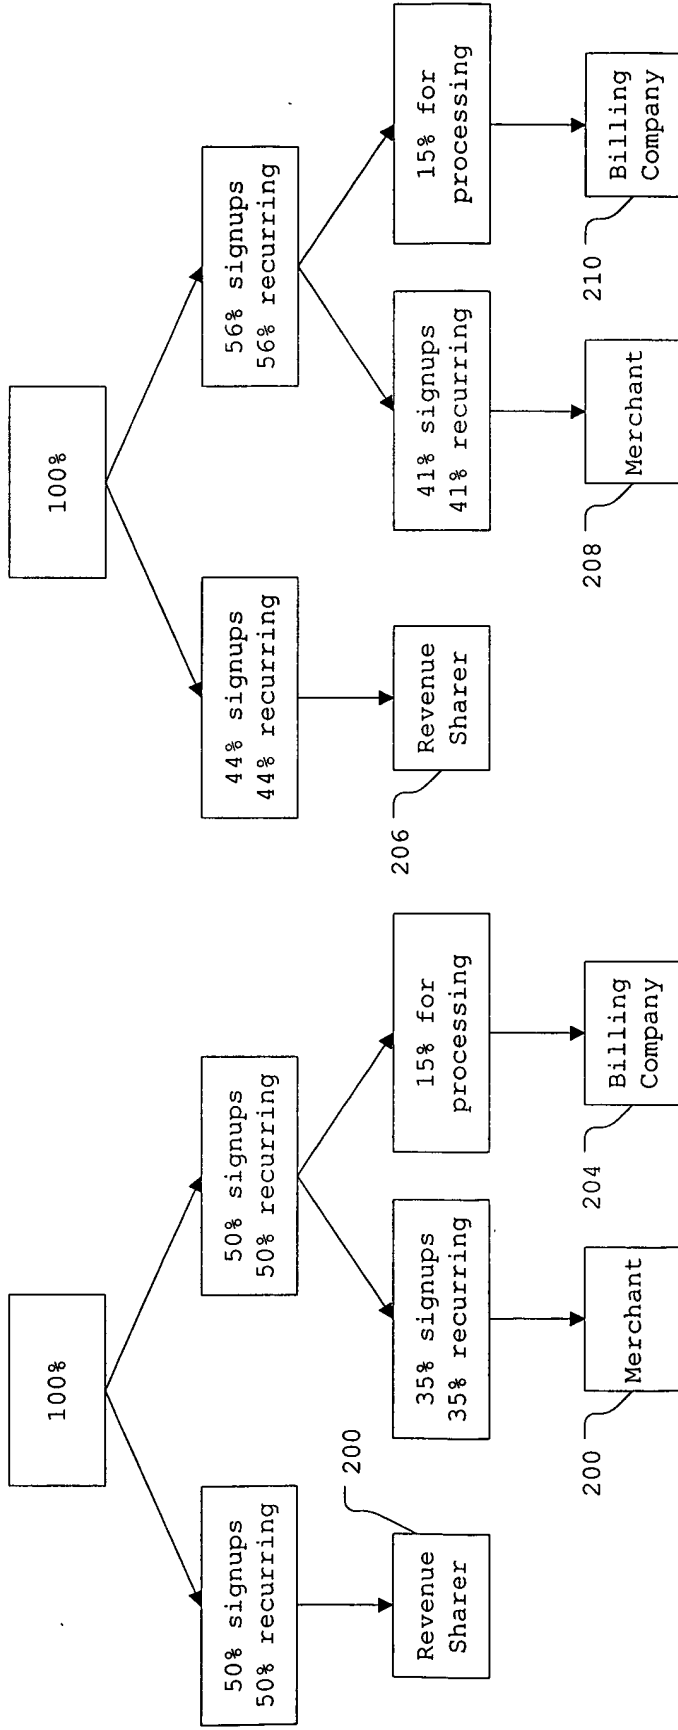 100%
50% signups
50% recurring
50% signups
50% recurring
Revenue
Sharer
200
35% signups
35% recurring
15% for
processing
200
Merchant
204
Billing
Company
100%
44% signups
44% recurring
56% signups
56% recurring
206
Revenue
Sharer
41% signups
41% recurring
15% for
processing
208
Merchant
210
Billing
Company